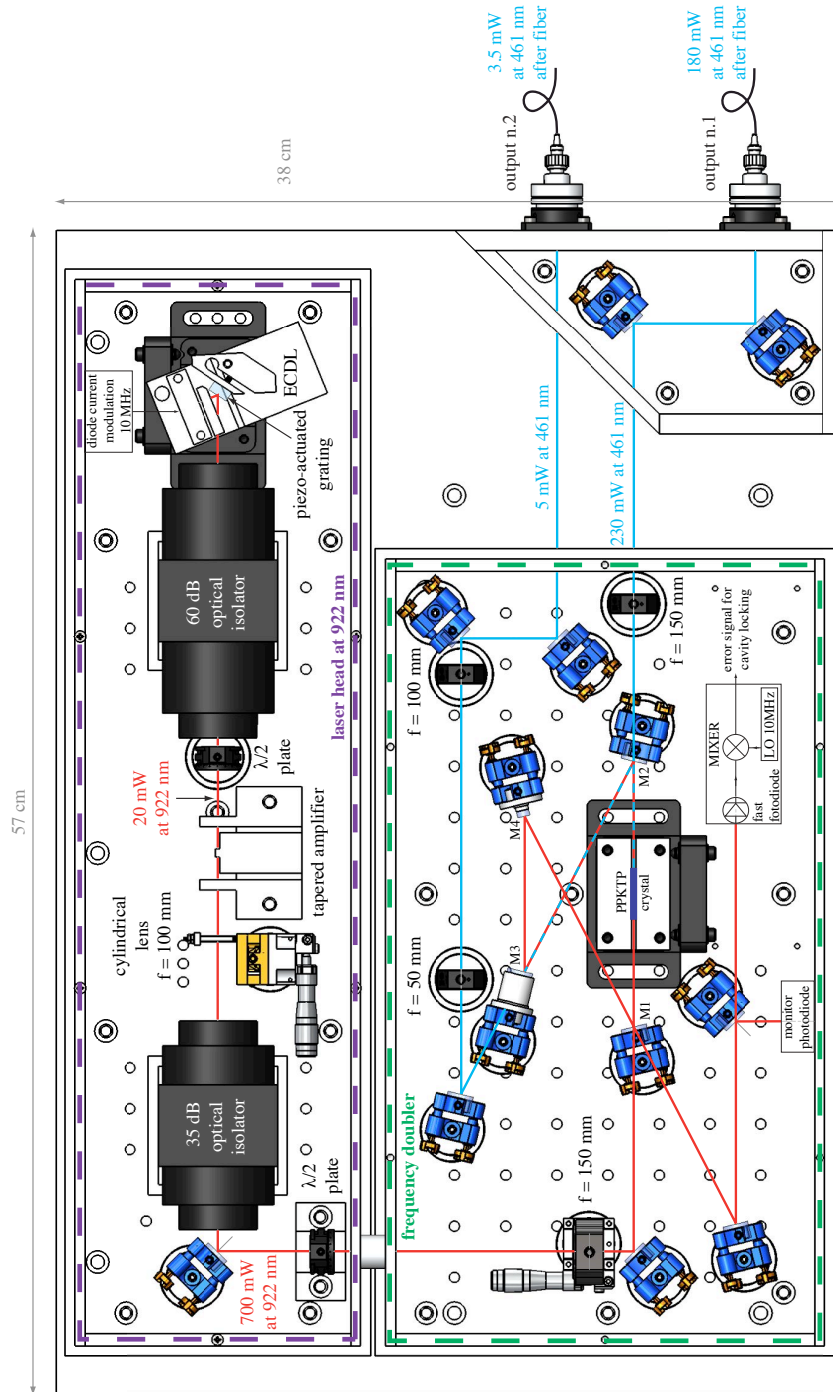 3.5 mW
at 461 nm
after fiber
180 mW
at 461 nm
after fiber
output n.2
output n.1
38 cm
57 cm
diode current
modulation
10 MHz
ECDL
piezo-actuated
grating
60 dB
optical
isolator
laser head at 922 nm
λ/2
plate
20 mW
at 922 nm
tapered amplifier
cylindrical
lens
f = 100 mm
35 dB
optical
isolator
λ/2
plate
700 mW
at 922 nm
5 mW at 461 nm
230 mW at 461 nm
f = 100 mm
f = 150 mm
error signal for
cavity locking
MIXER
LO 10MHz
fast
fotodiode
M2
M4
PPKTP
crystal
M3
f = 50 mm
M1
monitor
photodiode
f = 150 mm
frequency doubler